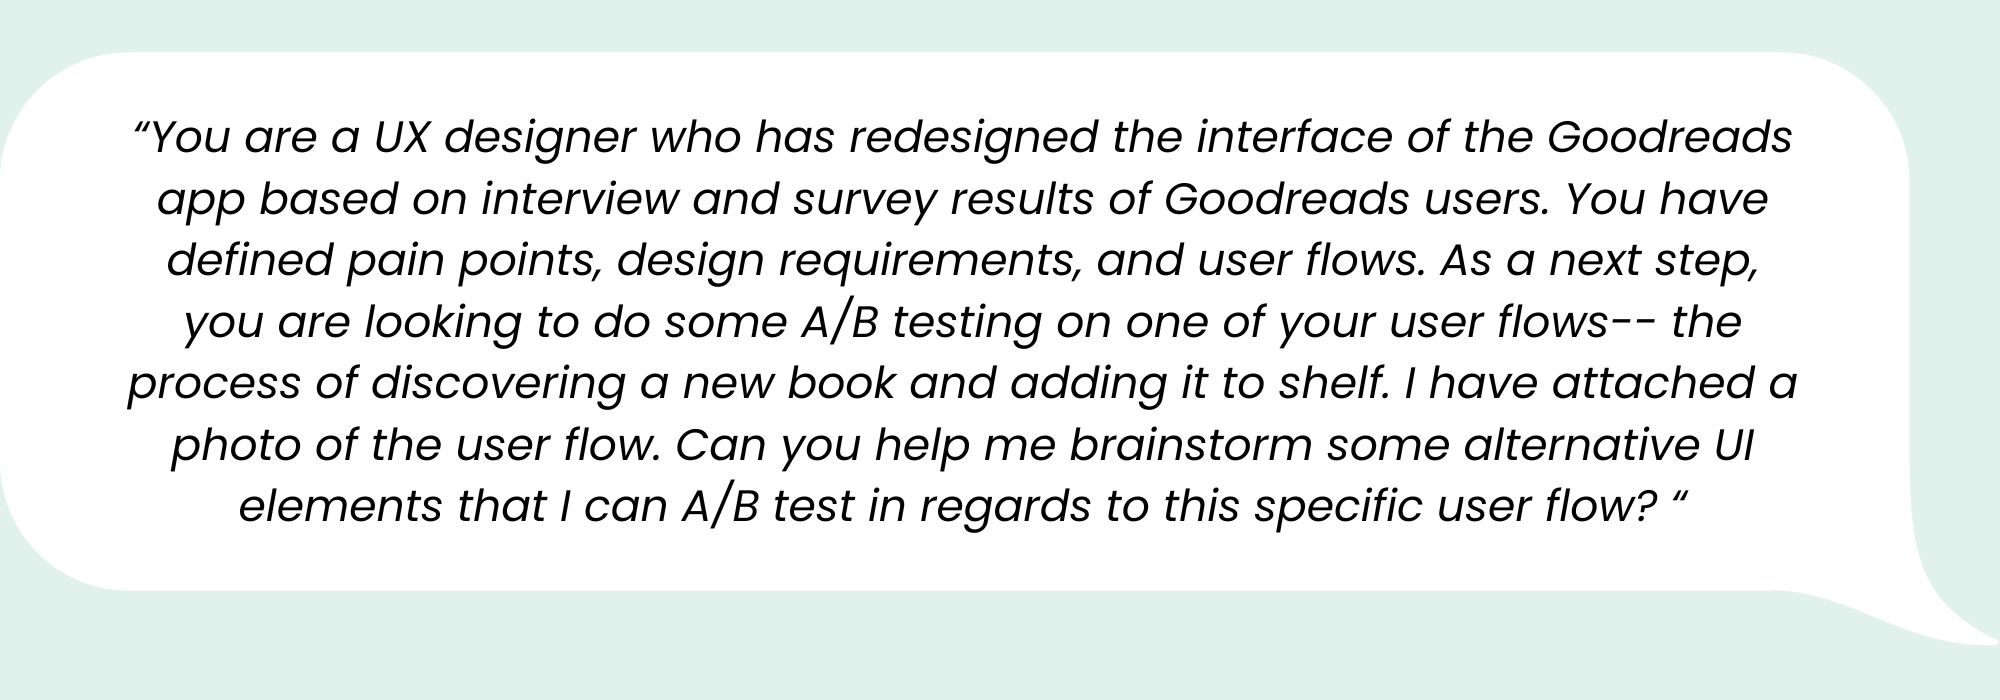 “You are a UX designer who has redesigned the interface of the Goodreads
app based on interview and survey results of Goodreads users. You have
defined pain points, design requirements, and user flows. As a next step,
you are looking to do some A/B testing on one of your user flows-- the
process of discovering a new book and adding it to shelf. I have attached a
photo of the user flow. Can you help me brainstorm some alternative UI
elements that I can A/B test in regards to this specific user flow? “